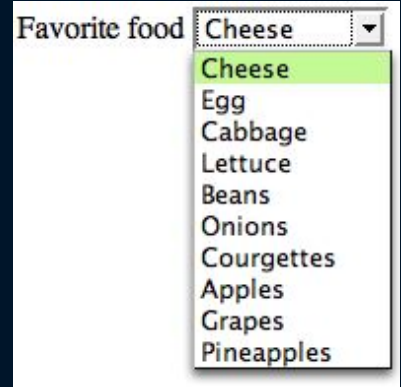 Favorite food Cheese
Cheese
Egg
Cabbage
Lettuce
Beans
Onions
Courgettes
Apples
Grapes
Pineapples